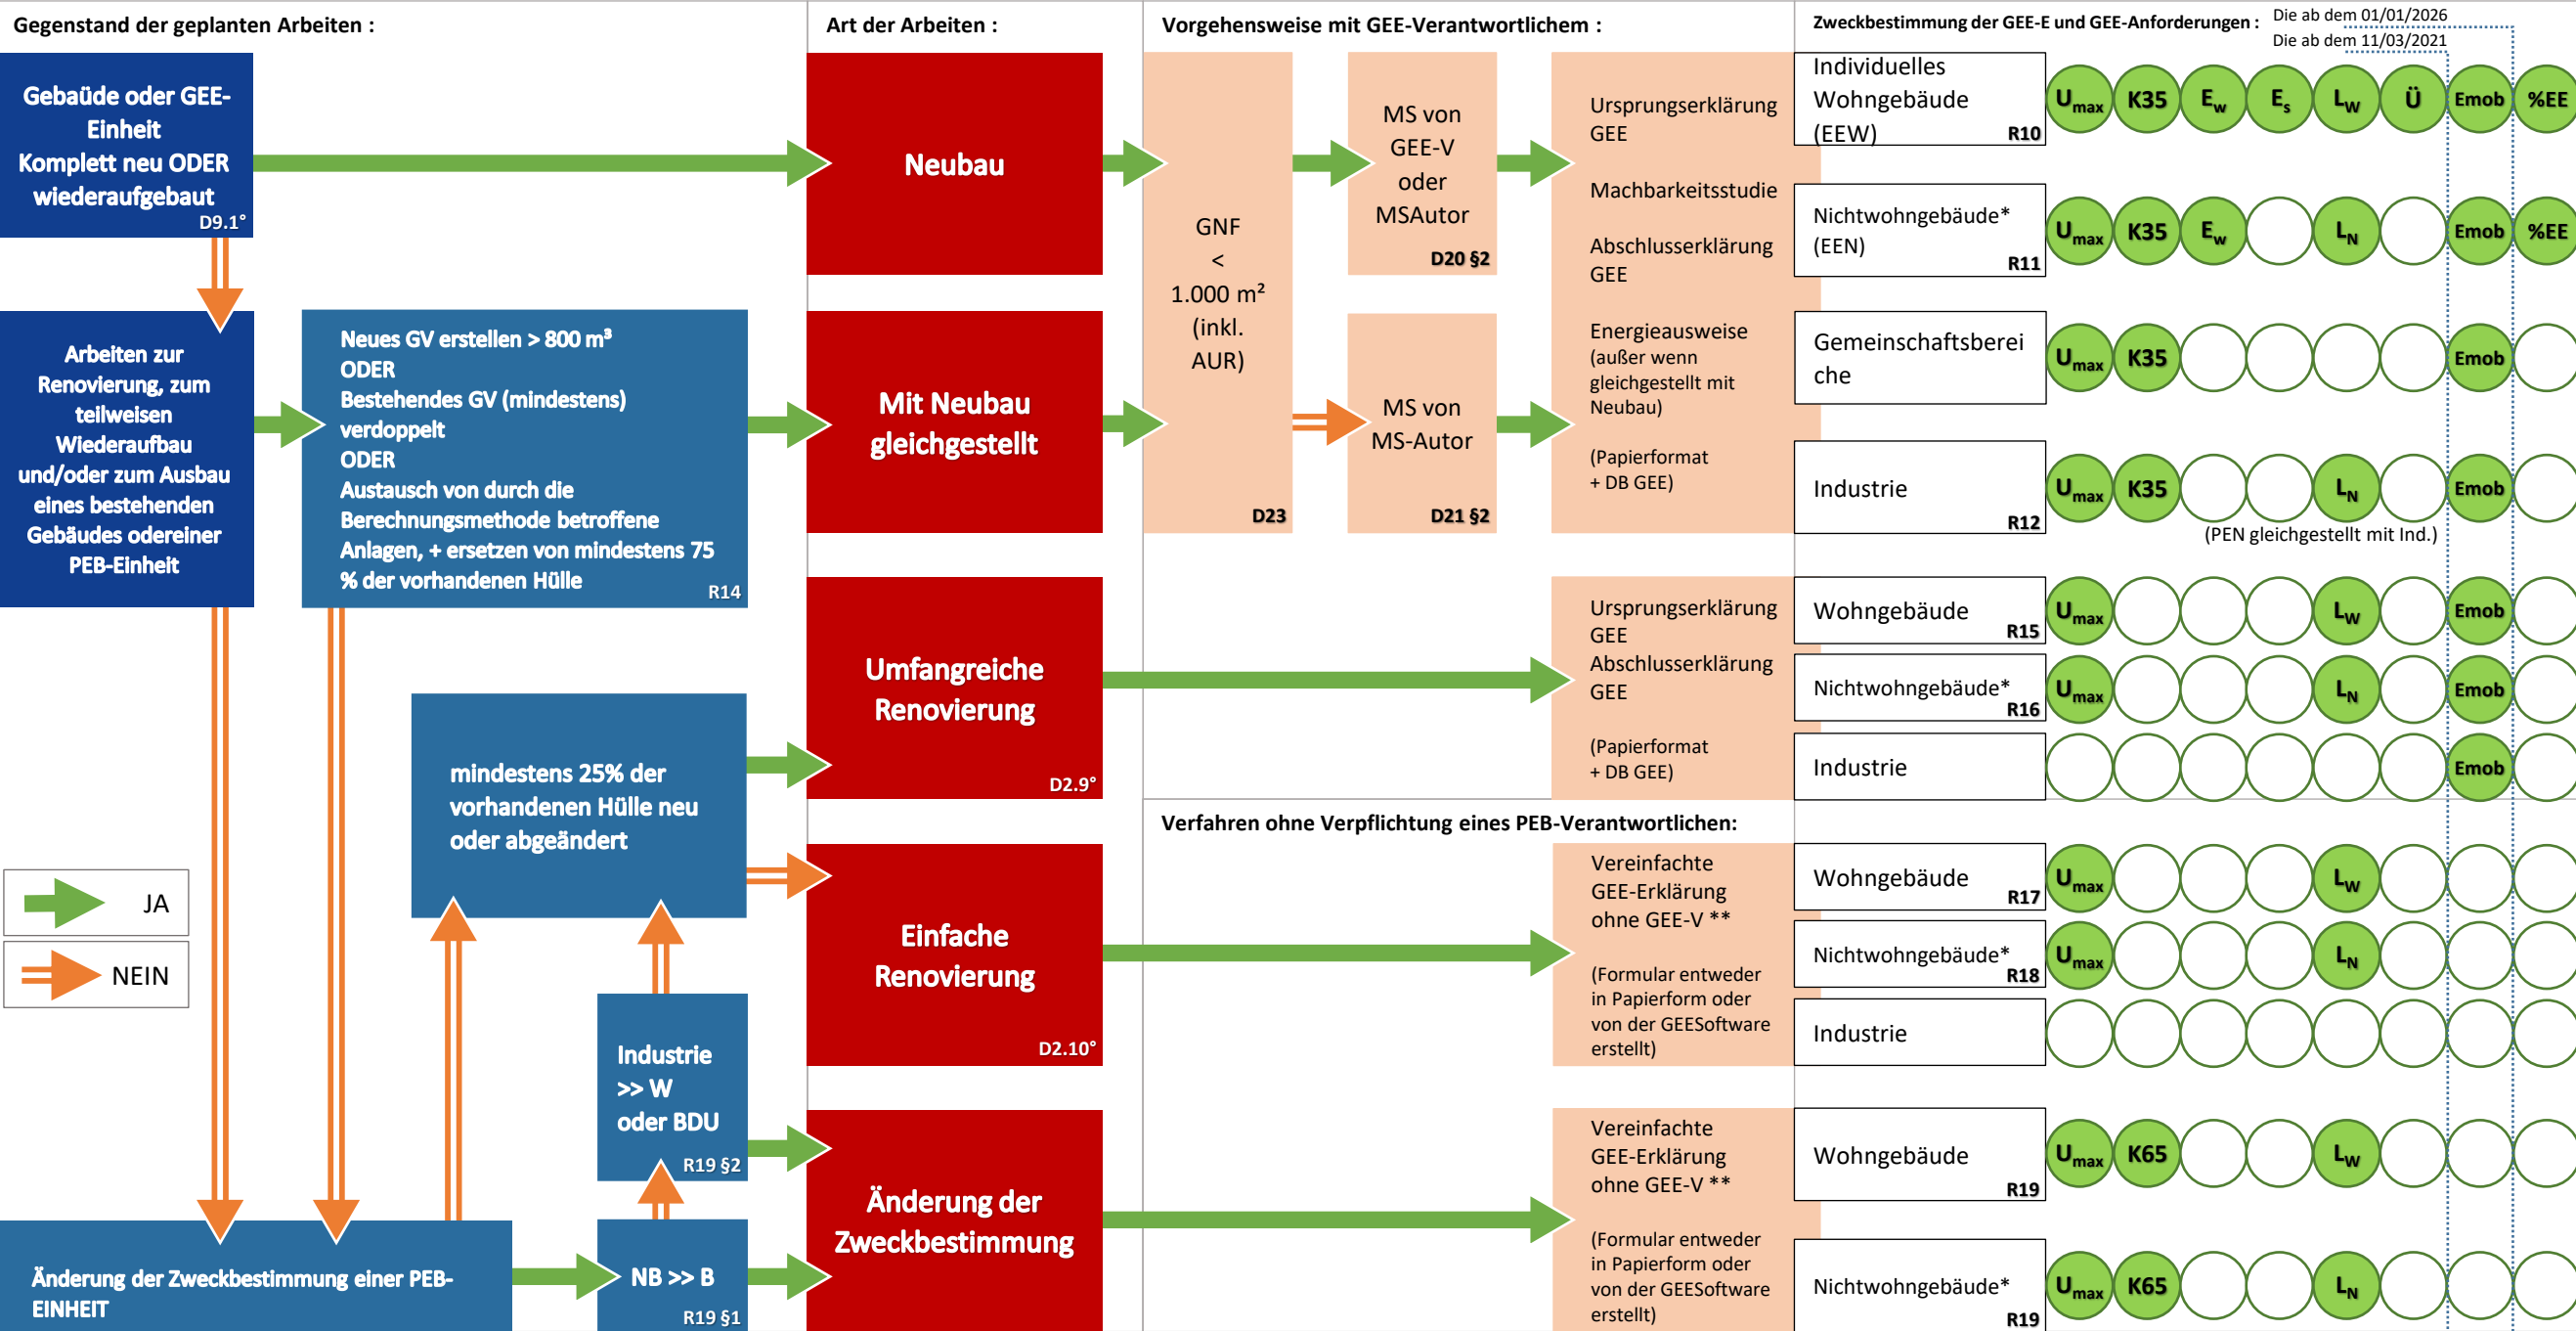 Gegenstand der geplanten Arbeiten :
Art der Arbeiten :
Vorgehensweise mit GEE-Verantwortlichem :
Zweckbestimmung der GEE-E und GEE-Anforderungen :
Die ab dem 01/01/2026
Die ab dem 11/03/2021
Gebäude oder GEE-
Einheit
Komplett neu ODER
wiederaufgebaut
D9.1°
Arbeiten zur
Renovierung, zum
teilweisen
Wiederaufbau
und/oder zum Ausbau
eines bestehenden
Gebäudes odereiner
PEB-Einheit
Neues GV erstellen > 800 m³
ODER
Bestehendes GV (mindestens)
verdoppelt
ODER
Austausch von durch die
Berechnungsmethode betroffene
Anlagen, + ersetzen von mindestens 75
% der vorhandenen Hülle
R14
mindestens 25% der
vorhandenen Hülle neu
oder abgeändert
JA
NEIN
Industrie
>> W
oder BDU
R19 §2
Änderung der Zweckbestimmung einer PEB-
EINHEIT
NB >> B
R19 §1
Neubau
Mit Neubau
gleichgestellt
Umfangreiche
Renovierung
D2.9°
Einfache
Renovierung
D2.10°
Änderung der
Zweckbestimmung
GNF
<
1.000 m²
(inkl.
AUR)
D23
MS von
GEE-V
oder
MSAutor
D20 §2
MS von
MS-Autor
D21 §2
Ursprungserklärung
GEE
Machbarkeitsstudie
Abschlusserklärung
GEE
Energieausweise
(außer wenn
gleichgestellt mit
Neubau)
(Papierformat
+ DB GEE)
Ursprungserklärung
GEE
Abschlusserklärung
GEE
(Papierformat
+ DB GEE)
Verfahren ohne Verpflichtung eines PEB-Verantwortlichen:
Vereinfachte
GEE-Erklärung
ohne GEE-V **
(Formular entweder
in Papierform oder
von der GEESoftware
erstellt)
Vereinfachte
GEE-Erklärung
ohne GEE-V **
(Formular entweder
in Papierform oder
von der GEESoftware
erstellt)
Individuelles
Wohngebäude
(EEW)
R10
Umax K35 Ew Es LW Ü Emob %EE
Nichtwohngebäude*
(EEN)
R11
Umax K35 Ew LN Emob %EE
Gemeinschaftsberei
che
Umax K35 Emob
Industrie
R12
Umax K35 LN Emob
(PEN gleichgestellt mit Ind.)
Wohngebäude
R15
Umax LW Emob
Nichtwohngebäude*
R16
Umax LN Emob
Industrie
Emob
Wohngebäude
R17
Umax LW
Nichtwohngebäude*
R18
Umax LN
Industrie
Wohngebäude
R19
Umax K65 LW
Nichtwohngebäude*
R19
Umax K65 LN